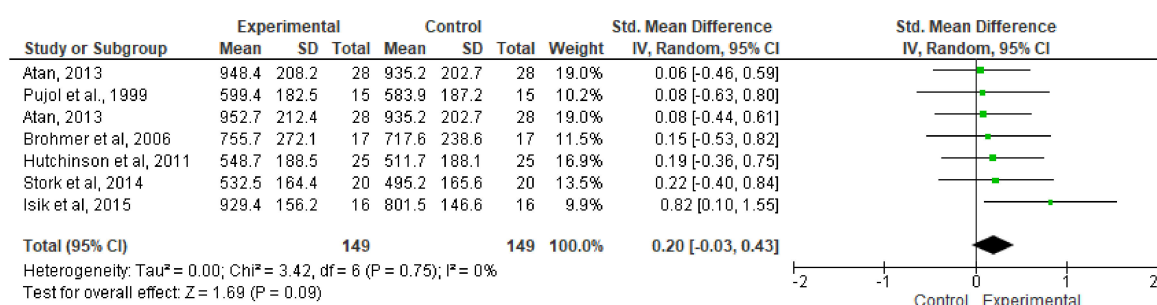 Experimental Control Std. Mean Difference Std. Mean Difference
Study or Subgroup Mean SD Total Mean SD Total Weight IV, Random, 95% CI IV, Random, 95% CI
Atan, 2013 948.4 208.2 28 935.2 202.7 28 19.0% 0.06 [-0.46, 0.59]
Pujol et al., 1999 599.4 182.5 15 583.9 187.2 15 10.2% 0.08 [-0.63, 0.80]
Atan, 2013 952.7 212.4 28 935.2 202.7 28 19.0% 0.08 [-0.44, 0.61]
Brohmer et al, 2006 755.7 272.1 17 717.6 238.6 17 11.5% 0.15 [-0.53, 0.82]
Hutchinson et al, 2011 548.7 188.5 25 511.7 188.1 25 16.9% 0.19 [-0.36, 0.75]
Stork et al, 2014 532.5 164.4 20 495.2 165.6 20 13.5% 0.22 [-0.40, 0.84]
Isik et al, 2015 929.4 156.2 16 801.5 146.6 16 9.9% 0.82 [0.10, 1.55]
Total (95% CI) 149 149 100.0% 0.20 [-0.03, 0.43]
Heterogeneity: Tau² = 0.00; Chi² = 3.42, df = 6 (P = 0.75); I² = 0%
Test for overall effect: Z = 1.69 (P = 0.09)
-2 -1 0 1 2
Control Experimental